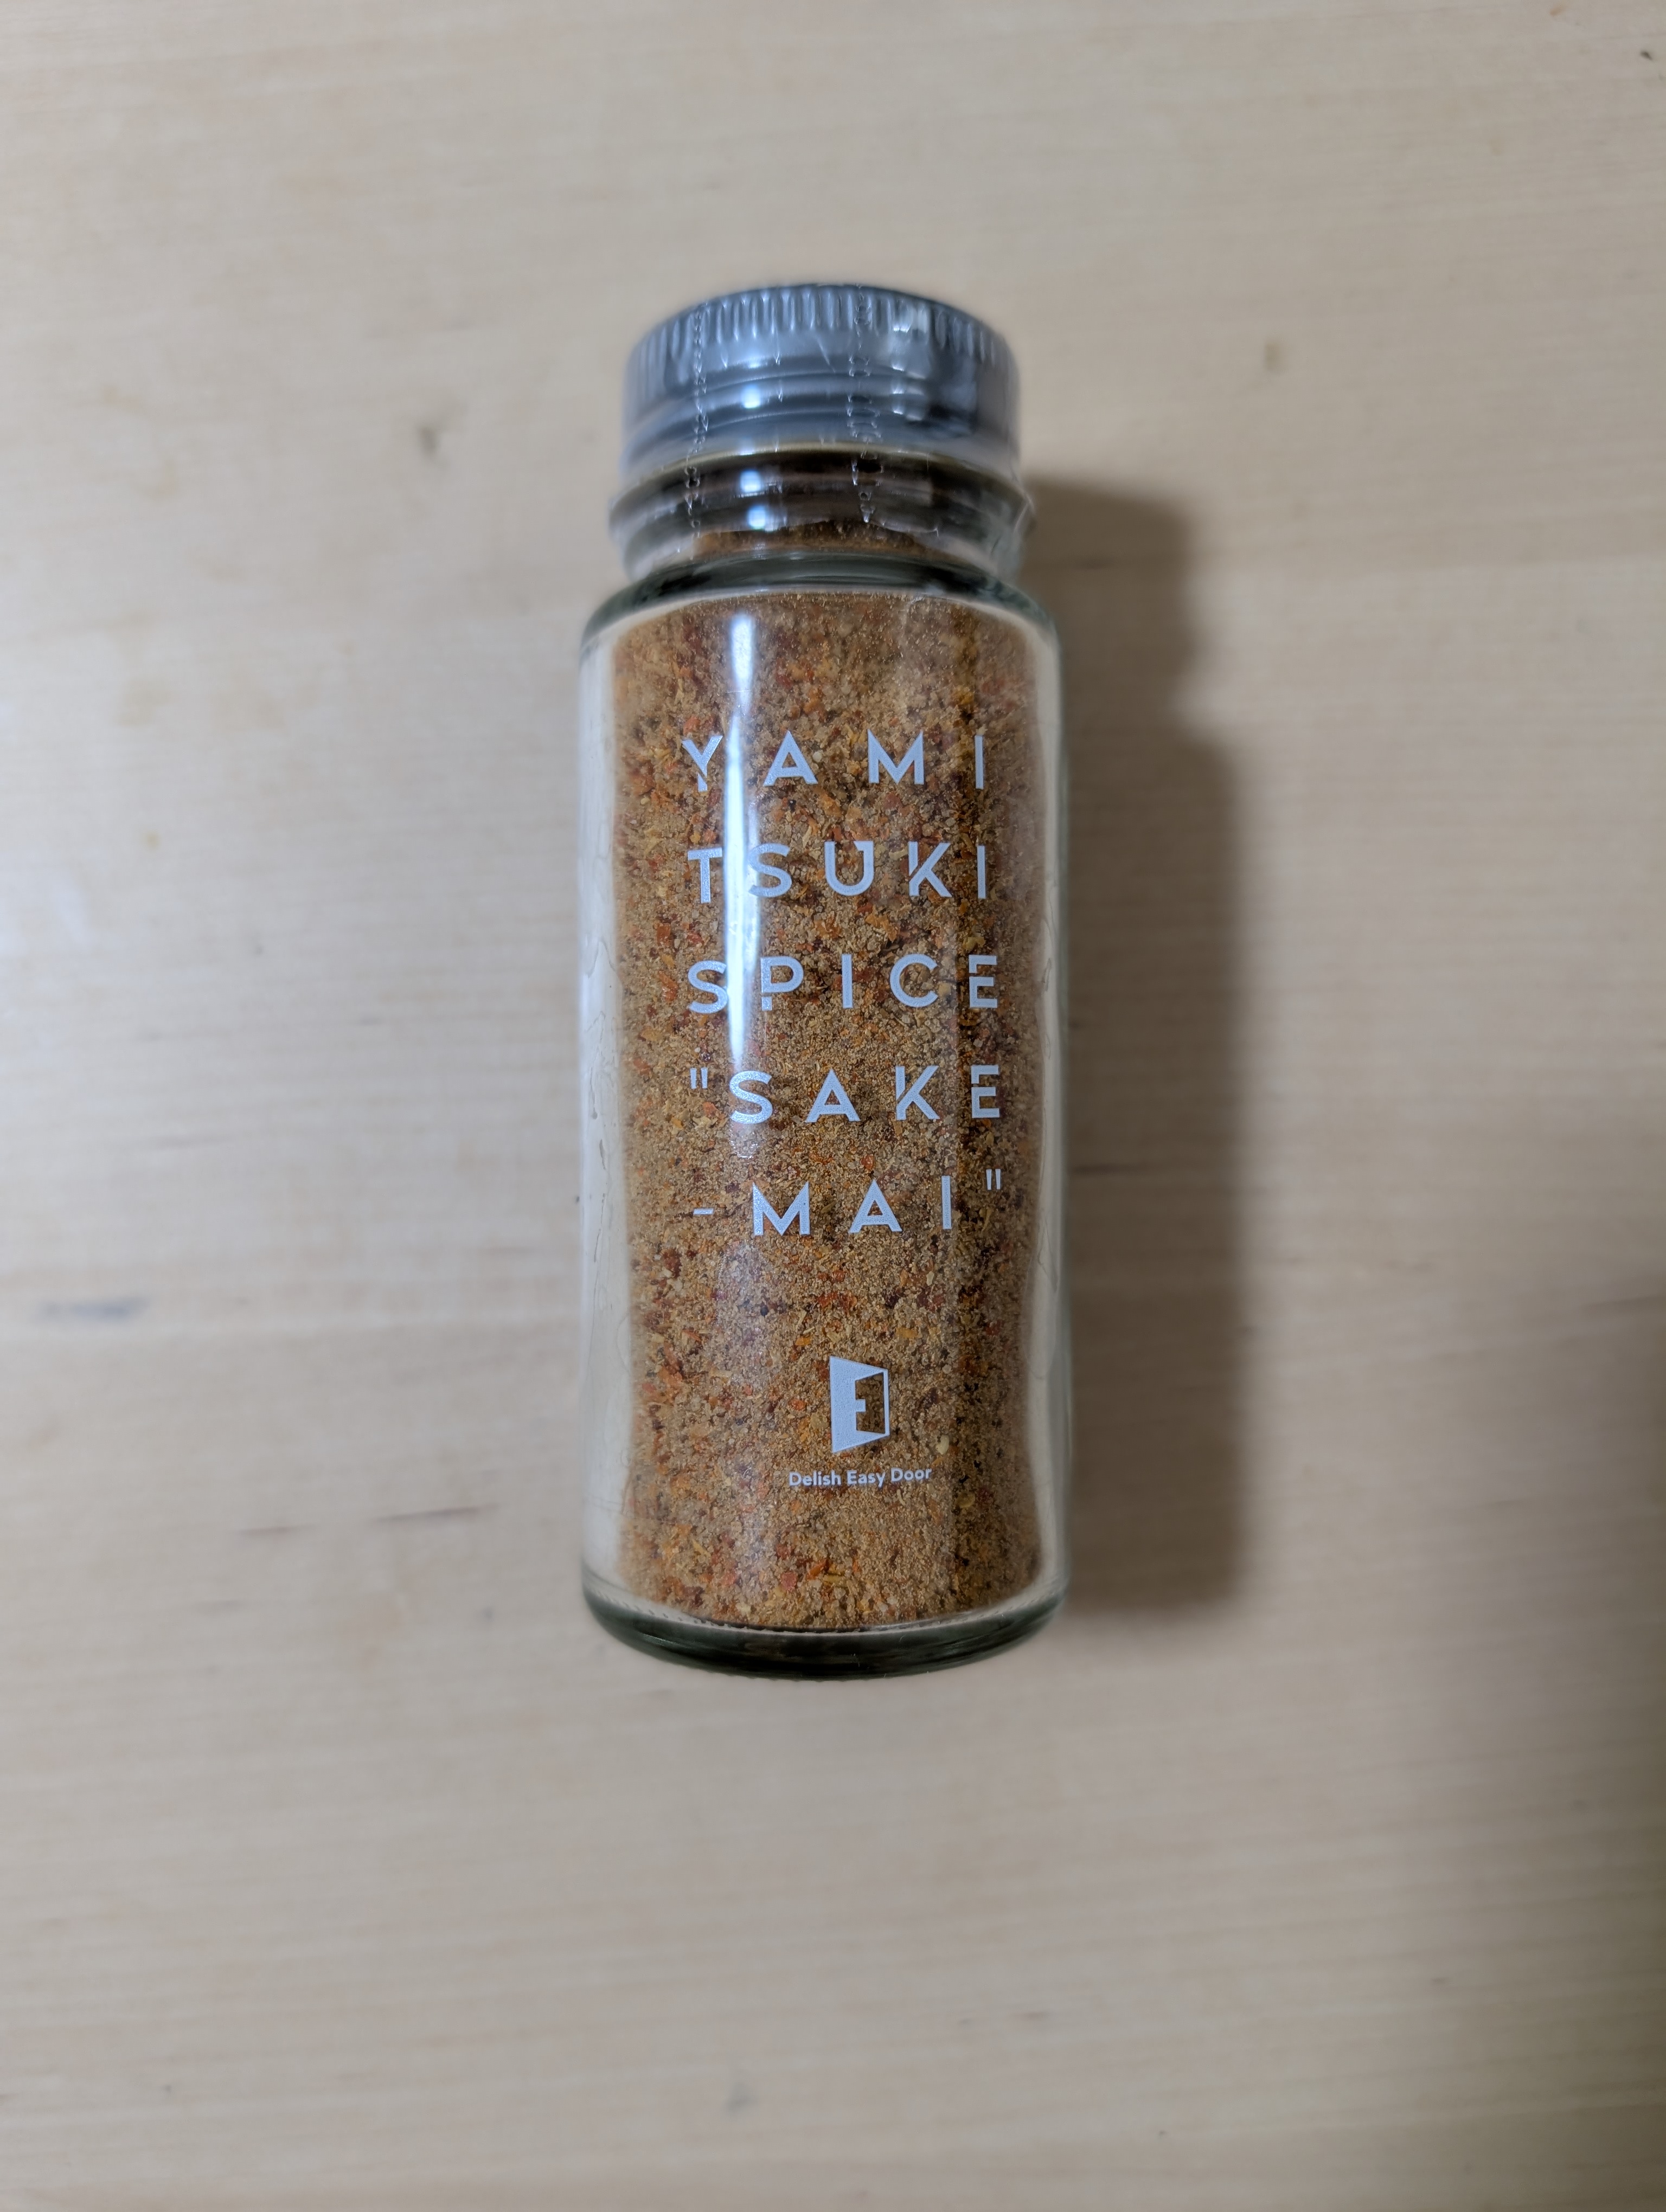 YAMI
TSUKI
SPICE
"SAKE
-MAI"
E
Delish Easy Door